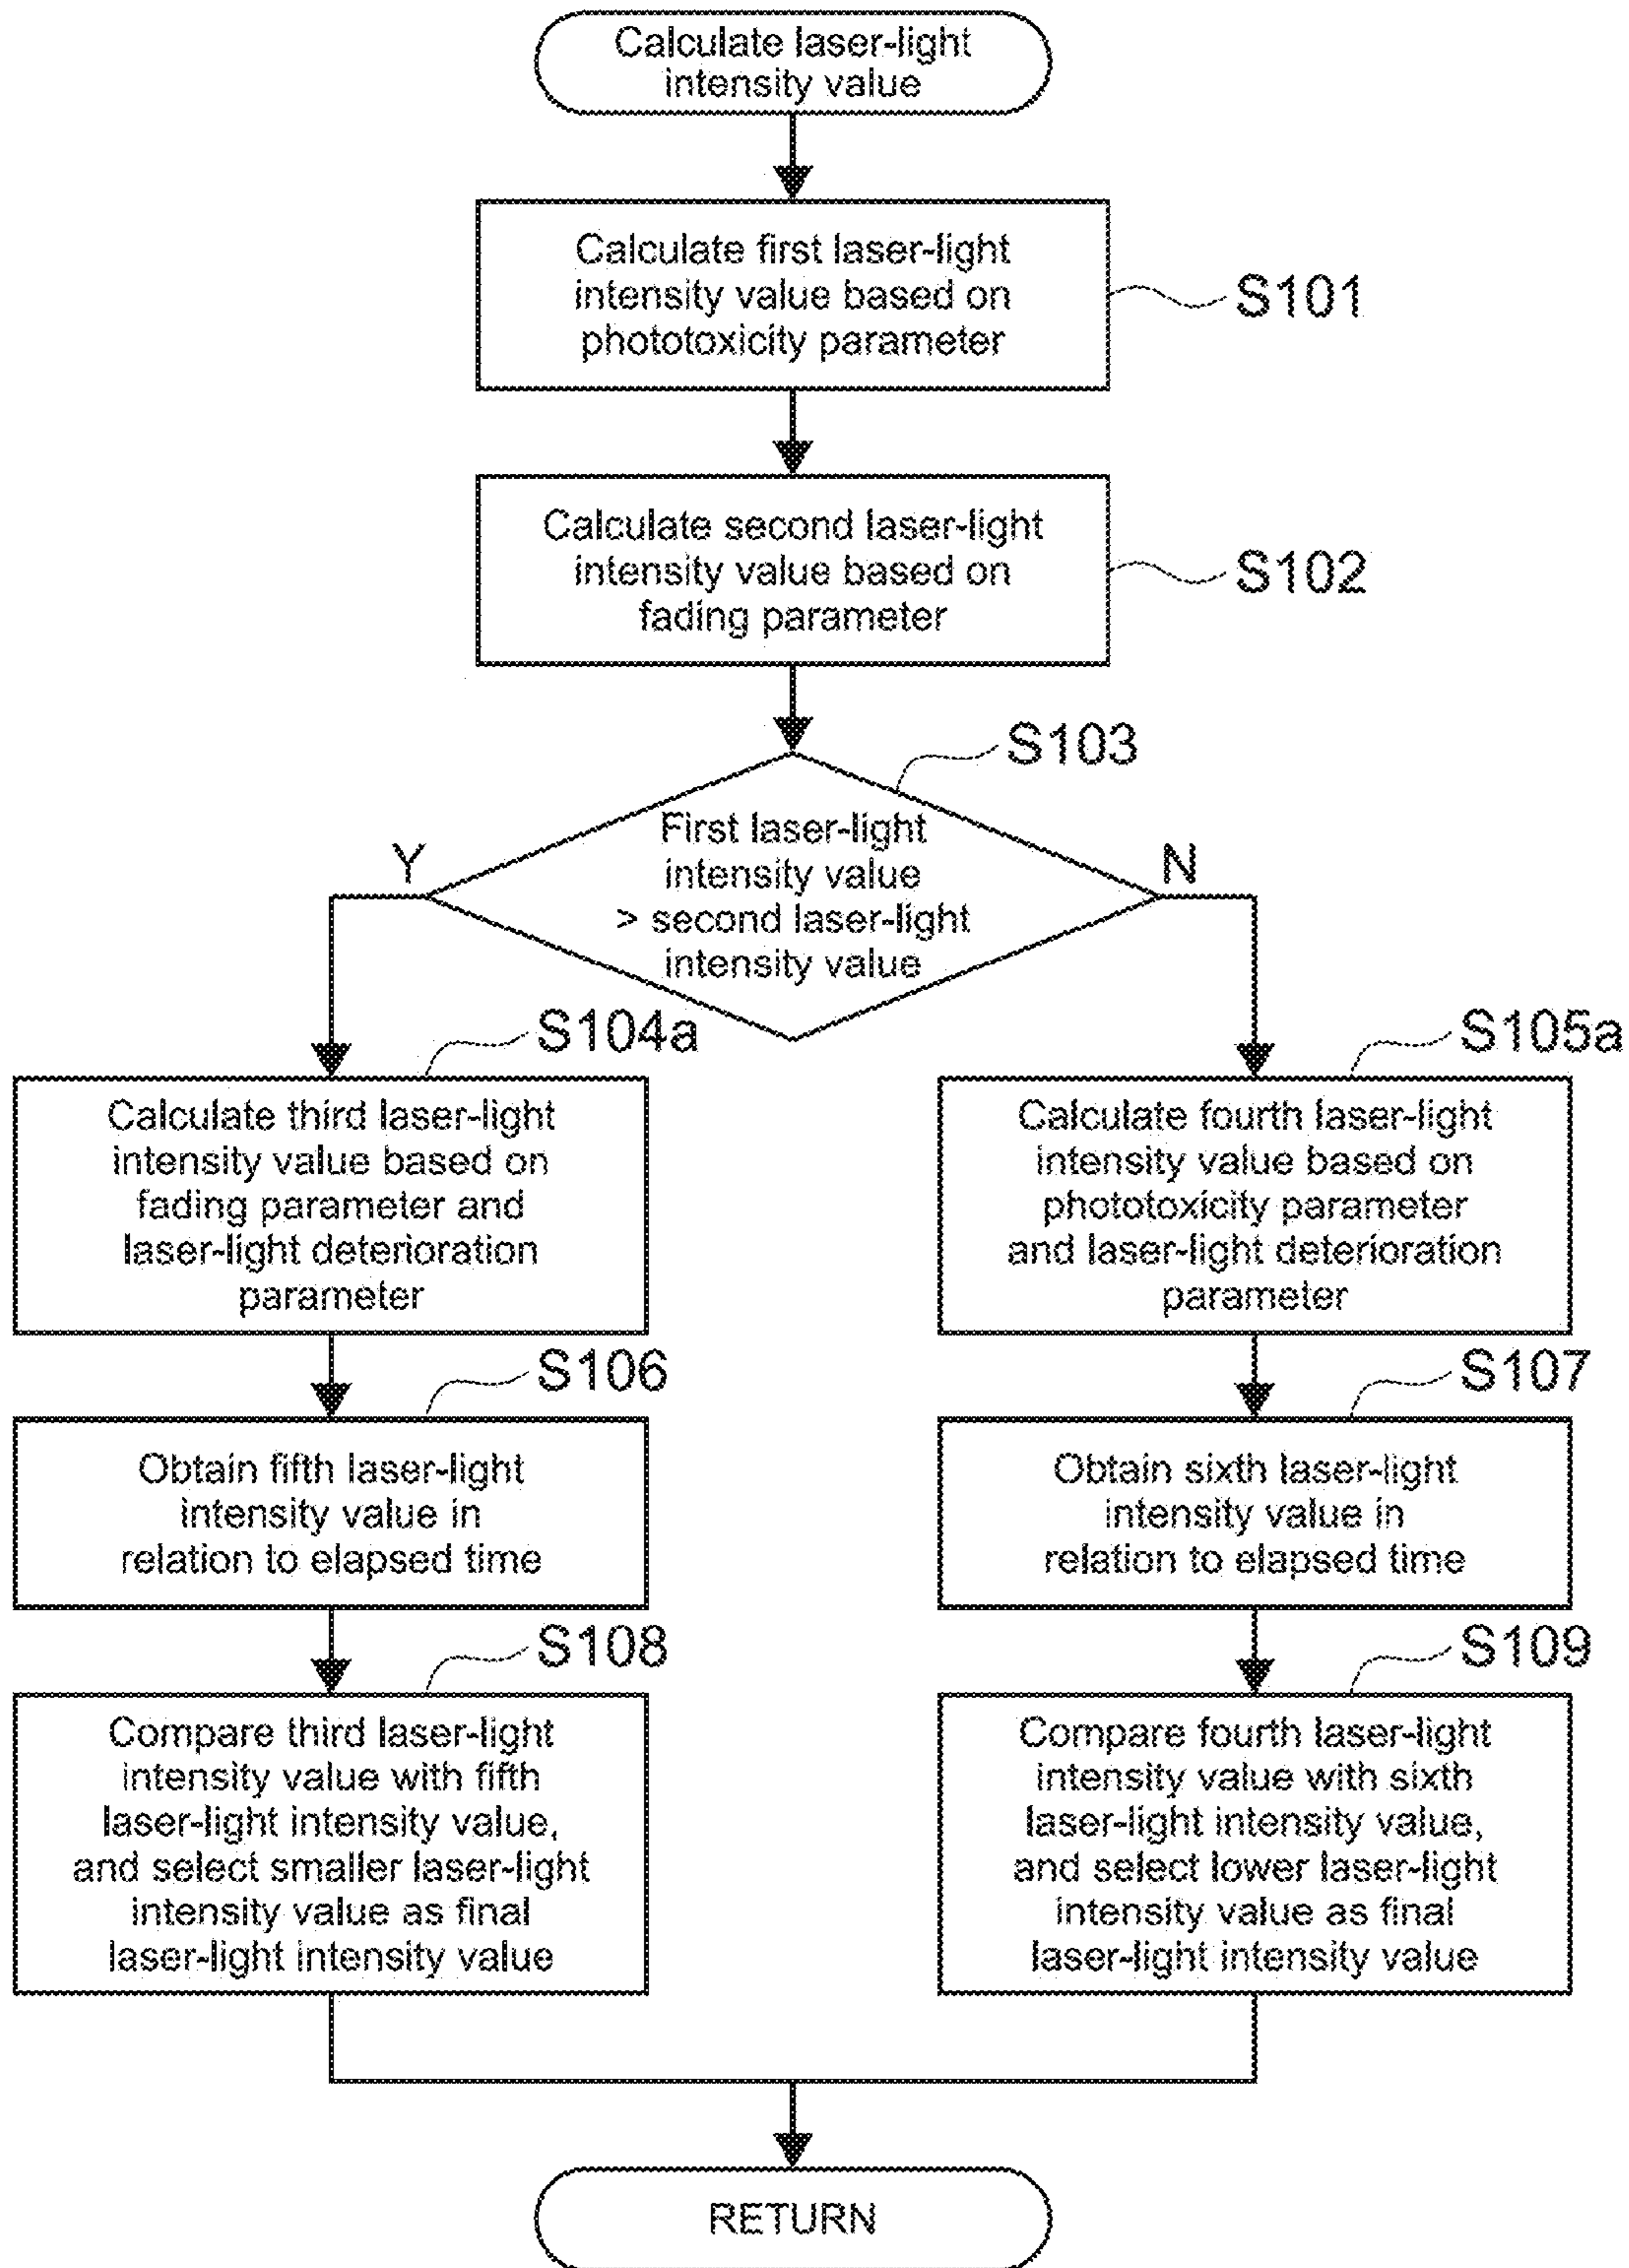 Calculate laser-light
intensity value
Calculate first laser-light
intensity value based on
phototoxicity parameter
S101
Calculate second laser-light
intensity value based on
fading parameter
S102
S103
First laser-light
intensity value
> second laser-light
intensity value
Y
N
S104a
Calculate third laser-light
intensity value based on
fading parameter and
laser-light deterioration
parameter
S105a
Calculate fourth laser-light
intensity value based on
phototoxicity parameter
and laser-light deterioration
parameter
S106
Obtain fifth laser-light
intensity value in
relation to elapsed time
S107
Obtain sixth laser-light
intensity value in
relation to elapsed time
S108
Compare third laser-light
intensity value with fifth
laser-light intensity value,
and select smaller laser-light
intensity value as final
laser-light intensity value
S109
Compare fourth laser-light
intensity value with sixth
laser-light intensity value,
and select lower laser-light
intensity value as final
laser-light intensity value
RETURN